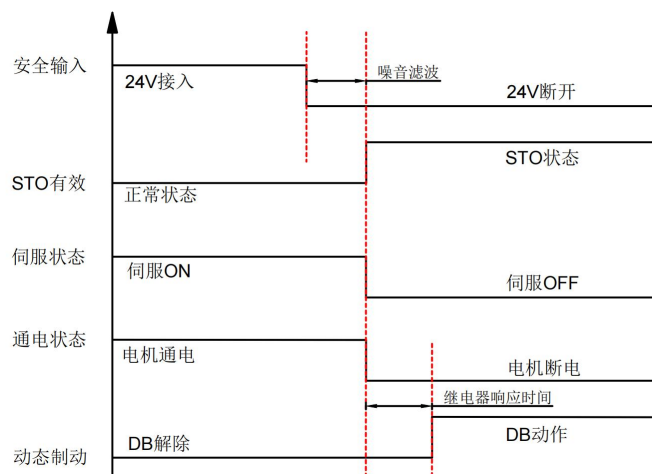 噪音滤波
安全输入
24V接入
24V断开
STO状态
STO有效
正常状态
伺服状态
伺服ON
伺服OFF
通电状态
电机通电
电机断电
继电器响应时间
DB解除
DB动作
动态制动